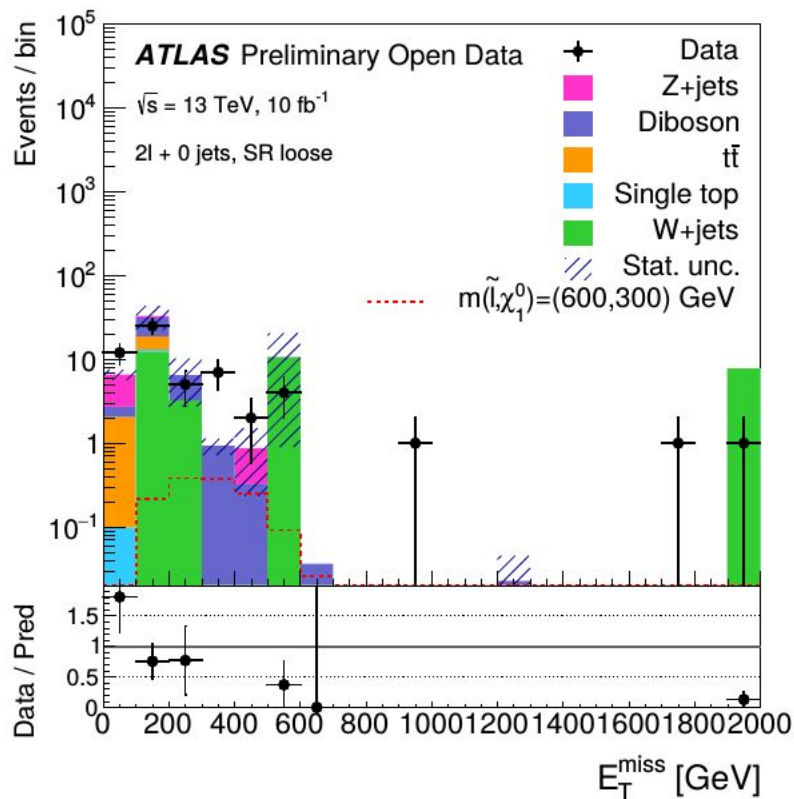 Events / bin
10⁵
10⁴
10³
10²
10
1
10⁻¹
ATLAS Preliminary Open Data
√s = 13 TeV, 10 fb⁻¹
2l + 0 jets, SR loose
Data
Z+jets
Diboson
tt̄
Single top
W+jets
Stat. unc.
m(l̃,χ⁰₁)=(600,300) GeV
Data / Pred
1.5
1
0.5
0
0 200 400 600 800 1000 1200 1400 1600 1800 2000
E_T^miss [GeV]